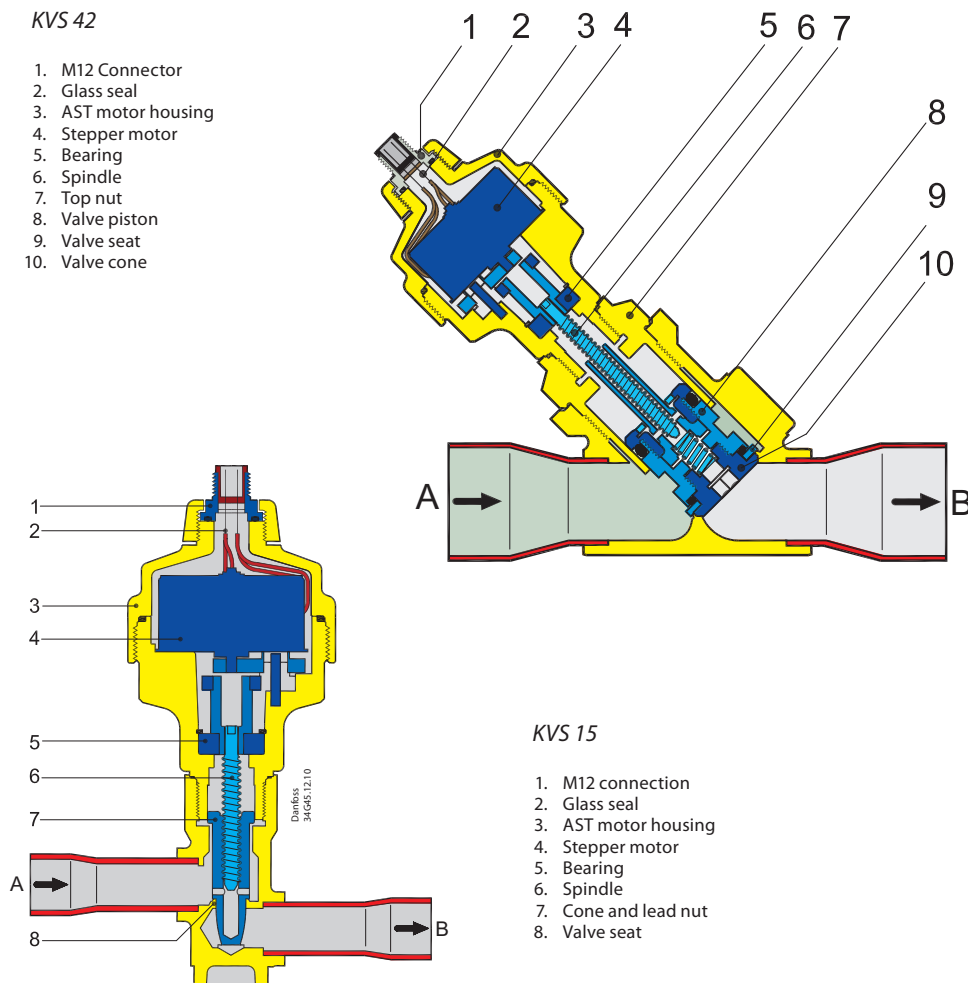 KVS 42
1. M12 Connector
2. Glass seal
3. AST motor housing
4. Stepper motor
5. Bearing
6. Spindle
7. Top nut
8. Valve piston
9. Valve seat
10. Valve cone
1 2 3 4 5 6 7
8
9
10
A
B
1
2
3
4
5
6
7
A
B
8
Danfoss
34G45.12.10
KVS 15
1. M12 connection
2. Glass seal
3. AST motor housing
4. Stepper motor
5. Bearing
6. Spindle
7. Cone and lead nut
8. Valve seat